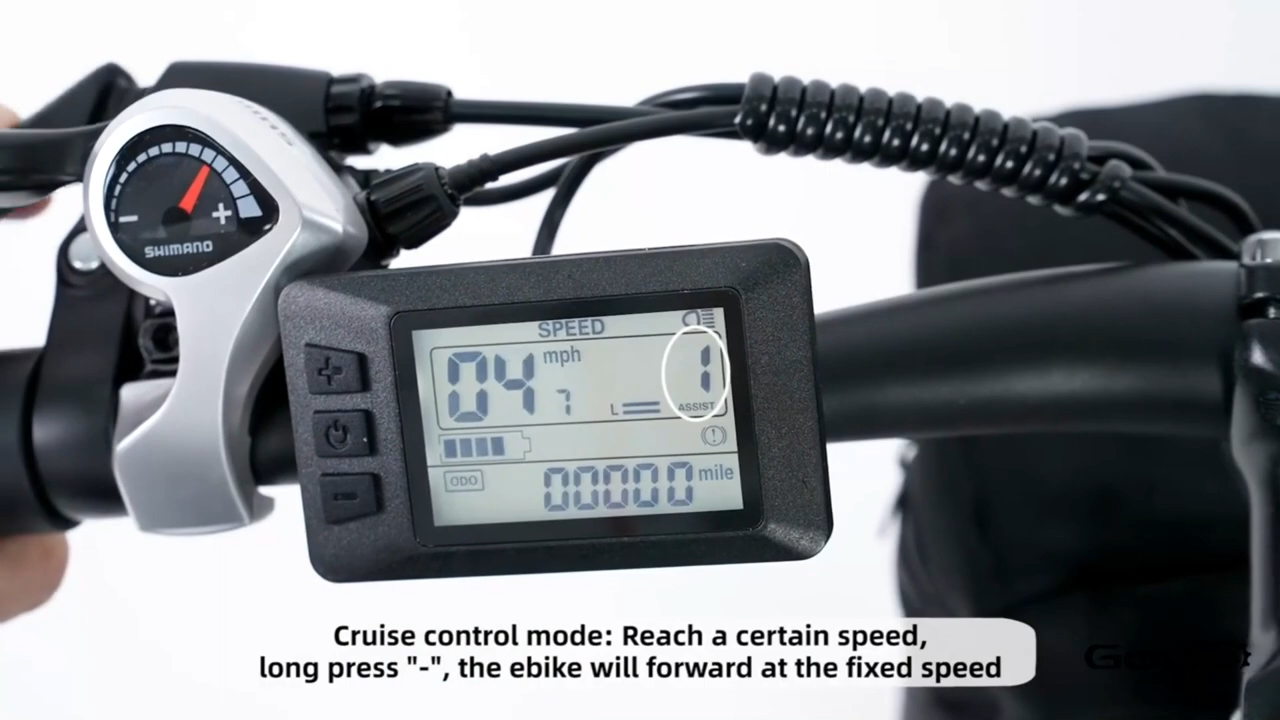 SHIMANO
SPEED
04 mph 7
1
L
ASSIST
ODO
00000 mile
Cruise control mode: Reach a certain speed,
long press "-", the ebike will forward at the fixed speed